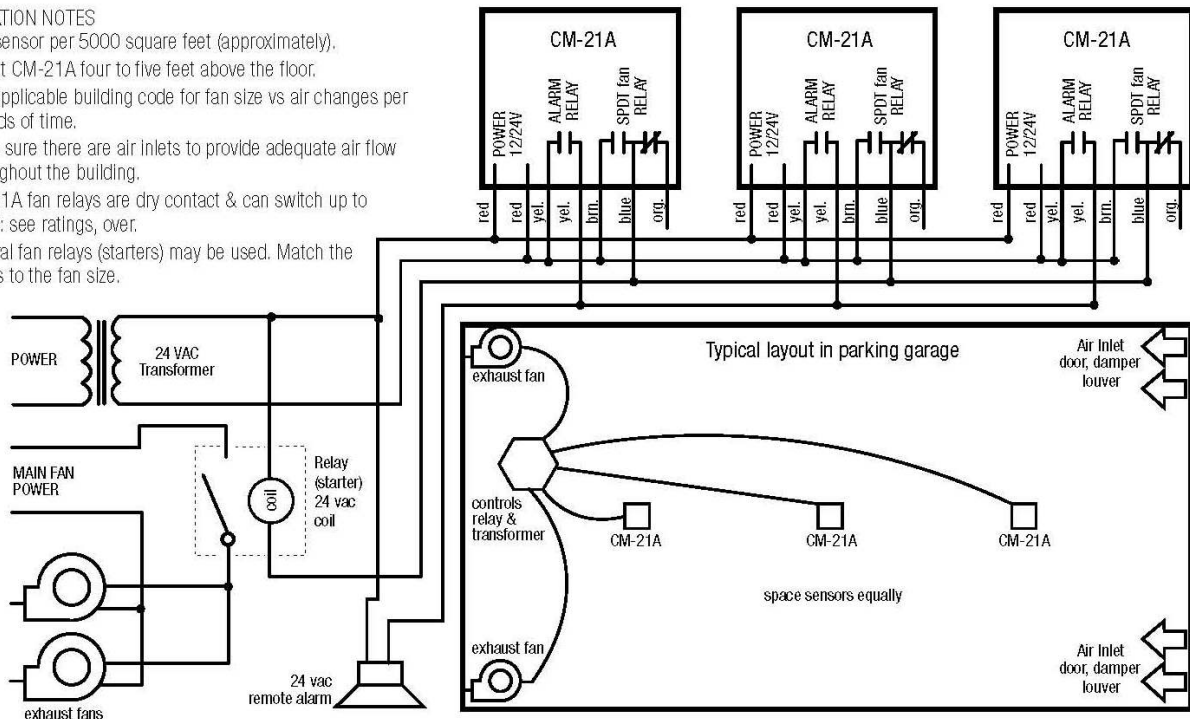 ATION NOTES
sensor per 5000 square feet (approximately).
t CM-21A four to five feet above the floor.
pplicable building code for fan size vs air changes per
ds of time.
sure there are air inlets to provide adequate air flow
ghout the building.
1A fan relays are dry contact & can switch up to
: see ratings, over.
al fan relays (starters) may be used. Match the
s to the fan size.
CM-21A
POWER
12/24V
ALARM
RELAY
SPDT fan
RELAY
red
red
yel.
yel.
brn.
blue
org.
CM-21A
POWER
12/24V
ALARM
RELAY
SPDT fan
RELAY
red
red
yel.
yel.
brn.
blue
org.
CM-21A
POWER
12/24V
ALARM
RELAY
SPDT fan
RELAY
red
red
yel.
yel.
brn.
blue
org.
POWER
24 VAC
Transformer
MAIN FAN
POWER
coil
Relay
(starter)
24 vac
coil
exhaust fans
24 vac
remote alarm
Typical layout in parking garage
exhaust fan
Air Inlet
door, damper
louver
controls
relay &
transformer
CM-21A
CM-21A
CM-21A
space sensors equally
exhaust fan
Air Inlet
door, damper
louver